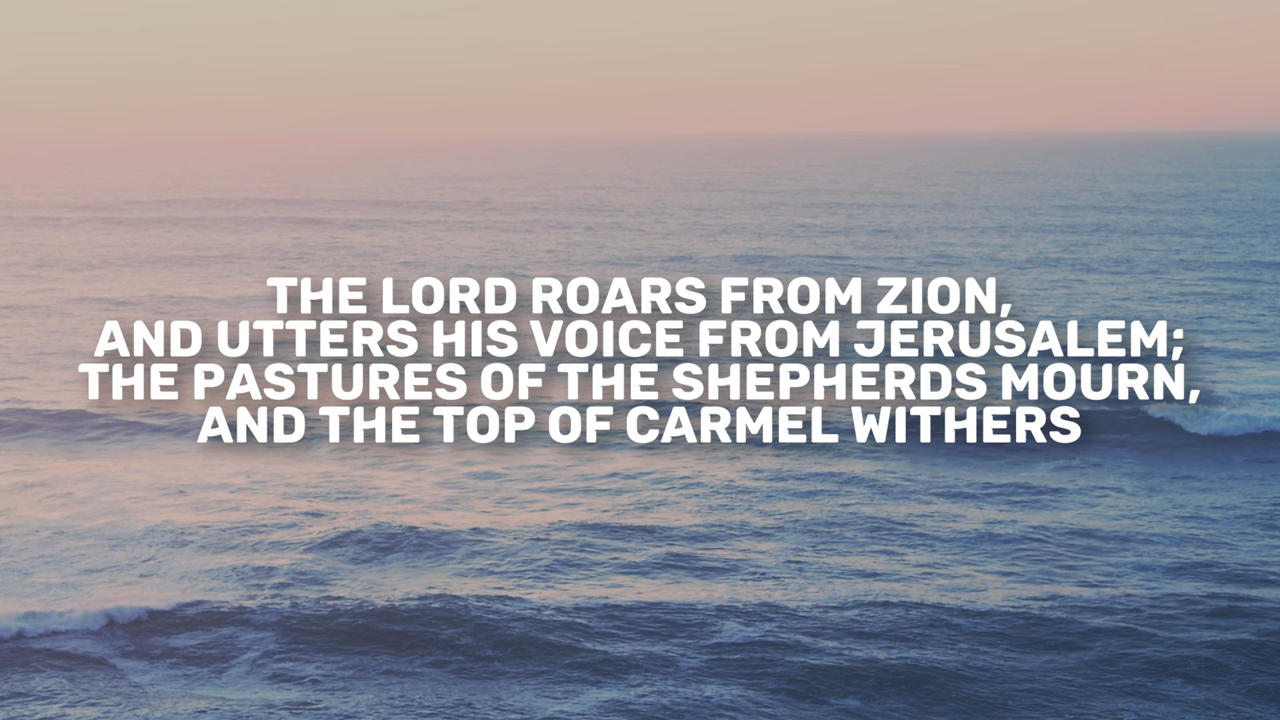 THE LORD ROARS FROM ZION,
AND UTTERS HIS VOICE FROM JERUSALEM;
THE PASTURES OF THE SHEPHERDS MOURN,
AND THE TOP OF CARMEL WITHERS